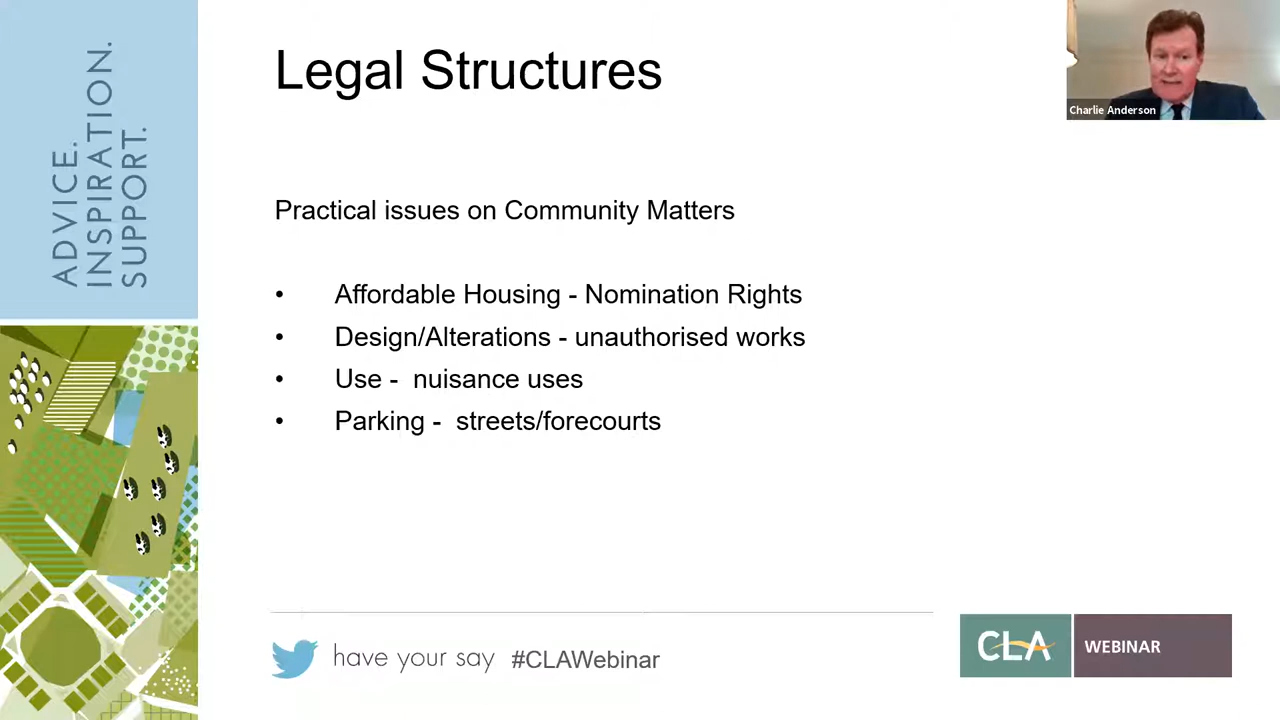 ADVICE.
INSPIRATION.
SUPPORT.
Legal Structures
Charlie Anderson
Practical issues on Community Matters
• Affordable Housing - Nomination Rights
• Design/Alterations - unauthorised works
• Use - nuisance uses
• Parking - streets/forecourts
have your say #CLAWebinar
CLA WEBINAR